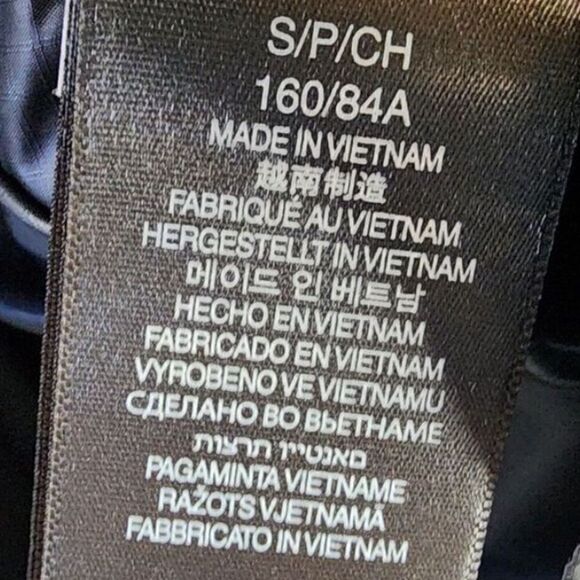 S/P/CH
160/84A
MADE IN VIETNAM
越南制造
FABRIQUÉ AU VIETNAM
HERGESTELLT IN VIETNAM
메이드 인 베트남
HECHO EN VIETNAM
FABRICADO EN VIETNAM
VYROBENO VE VIETNAMU
СДЕЛАНО ВО ВЬЕТНАМЕ
PAGAMINTA VIETNAME
RAŽOTS VJETNAMĀ
FABBRICATO IN VIETNAM